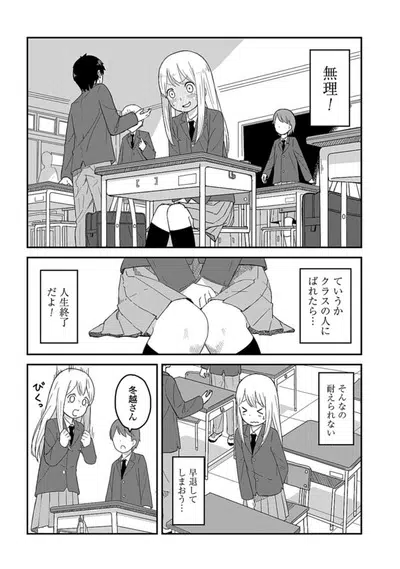 無理！
ていうか
クラスの人に
ばれたら…
人生終了
だよ！
そんなの
耐えられない
早退して
しまおう…
冬越さん
びくっ